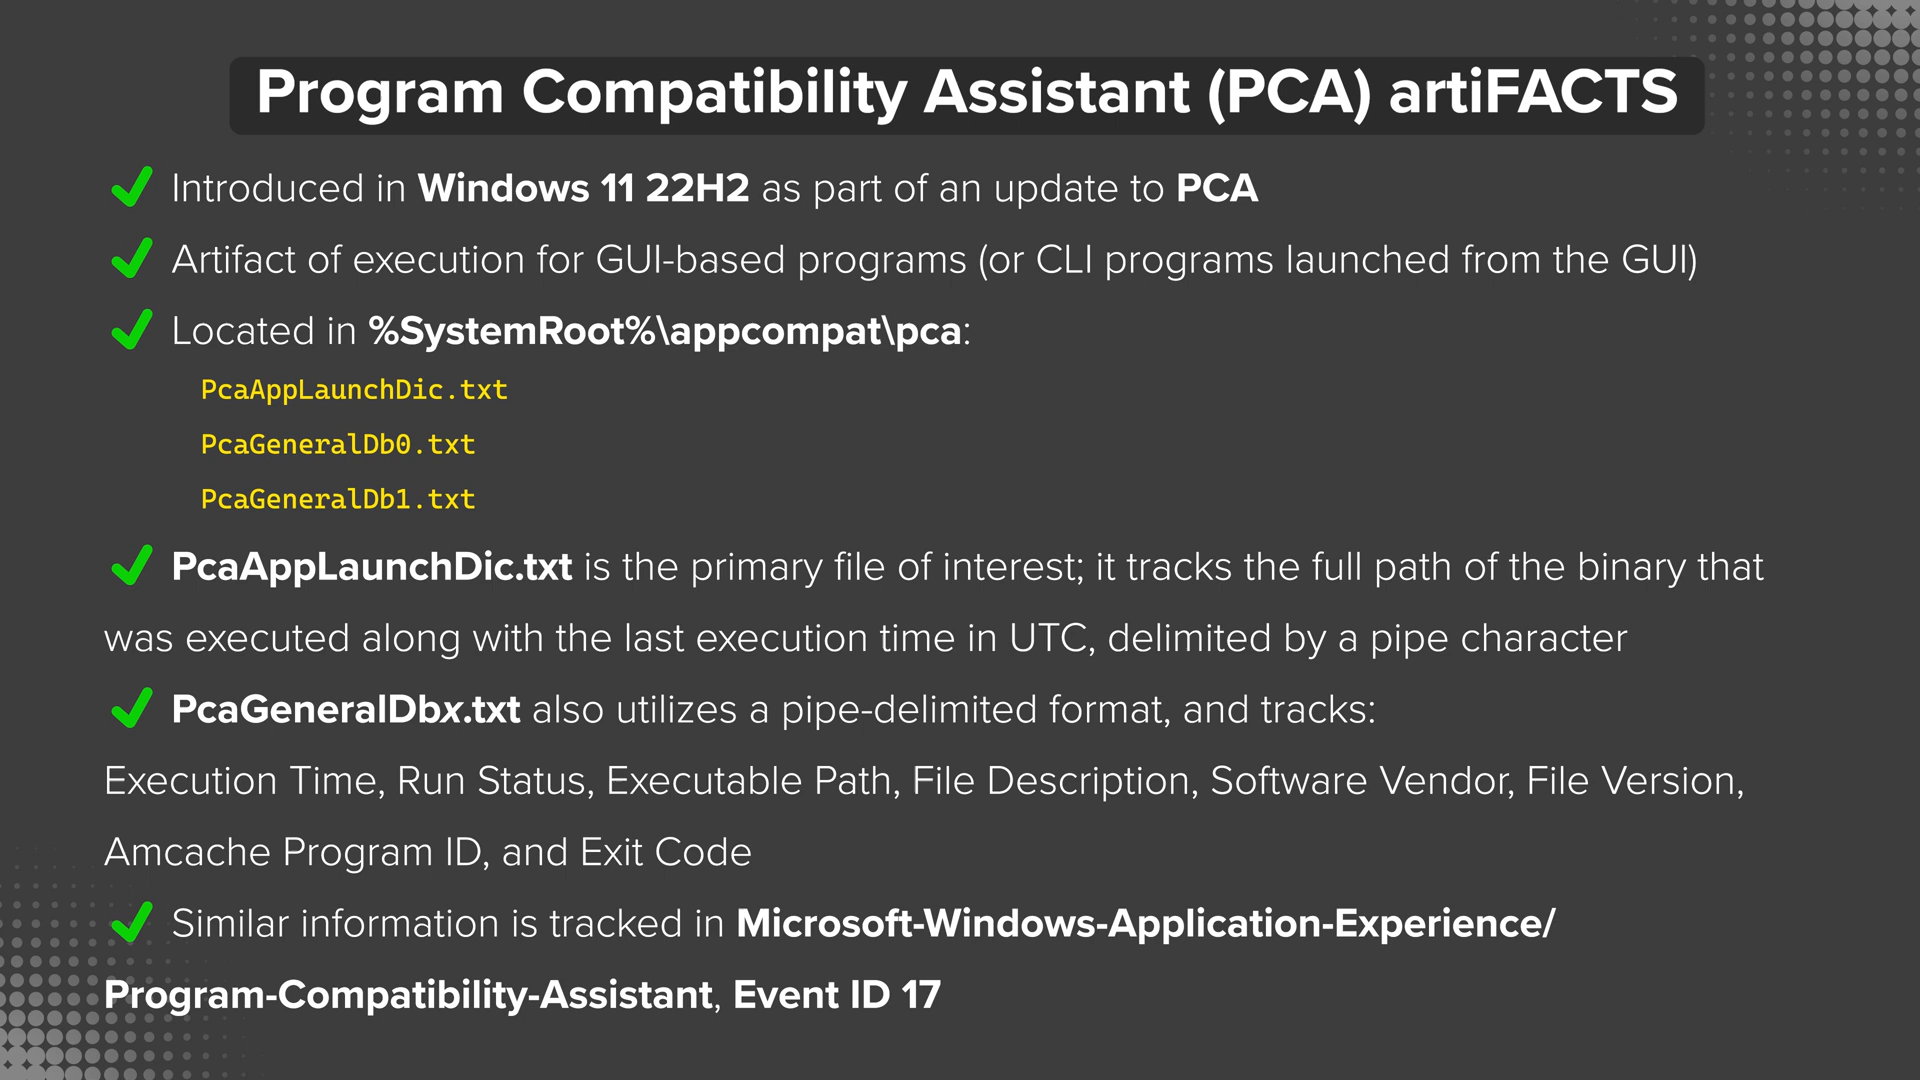 Program Compatibility Assistant (PCA) artiFACTS
Introduced in Windows 11 22H2 as part of an update to PCA
Artifact of execution for GUI-based programs (or CLI programs launched from the GUI)
Located in %SystemRoot%\appcompat\pca:
PcaAppLaunchDic.txt
PcaGeneralDb0.txt
PcaGeneralDb1.txt
PcaAppLaunchDic.txt is the primary file of interest; it tracks the full path of the binary that
was executed along with the last execution time in UTC, delimited by a pipe character
PcaGeneralDbx.txt also utilizes a pipe-delimited format, and tracks:
Execution Time, Run Status, Executable Path, File Description, Software Vendor, File Version,
Amcache Program ID, and Exit Code
Similar information is tracked in Microsoft-Windows-Application-Experience/
Program-Compatibility-Assistant, Event ID 17